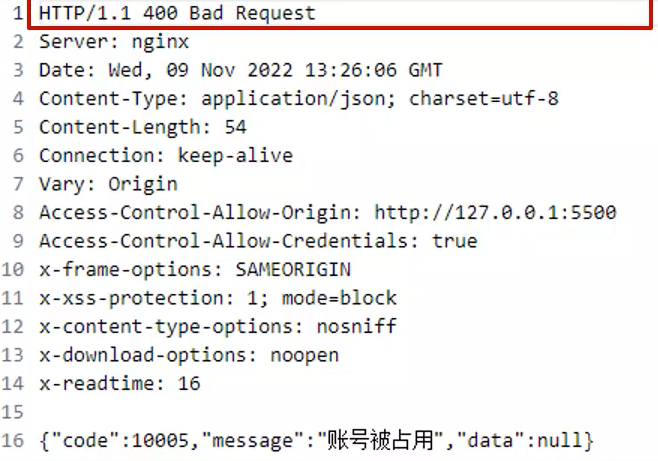 1 HTTP/1.1 400 Bad Request
2 Server: nginx
3 Date: Wed, 09 Nov 2022 13:26:06 GMT
4 Content-Type: application/json; charset=utf-8
5 Content-Length: 54
6 Connection: keep-alive
7 Vary: Origin
8 Access-Control-Allow-Origin: http://127.0.0.1:5500
9 Access-Control-Allow-Credentials: true
10 x-frame-options: SAMEORIGIN
11 x-xss-protection: 1; mode=block
12 x-content-type-options: nosniff
13 x-download-options: noopen
14 x-readtime: 16
15
16 {"code":10005,"message":"账号被占用","data":null}